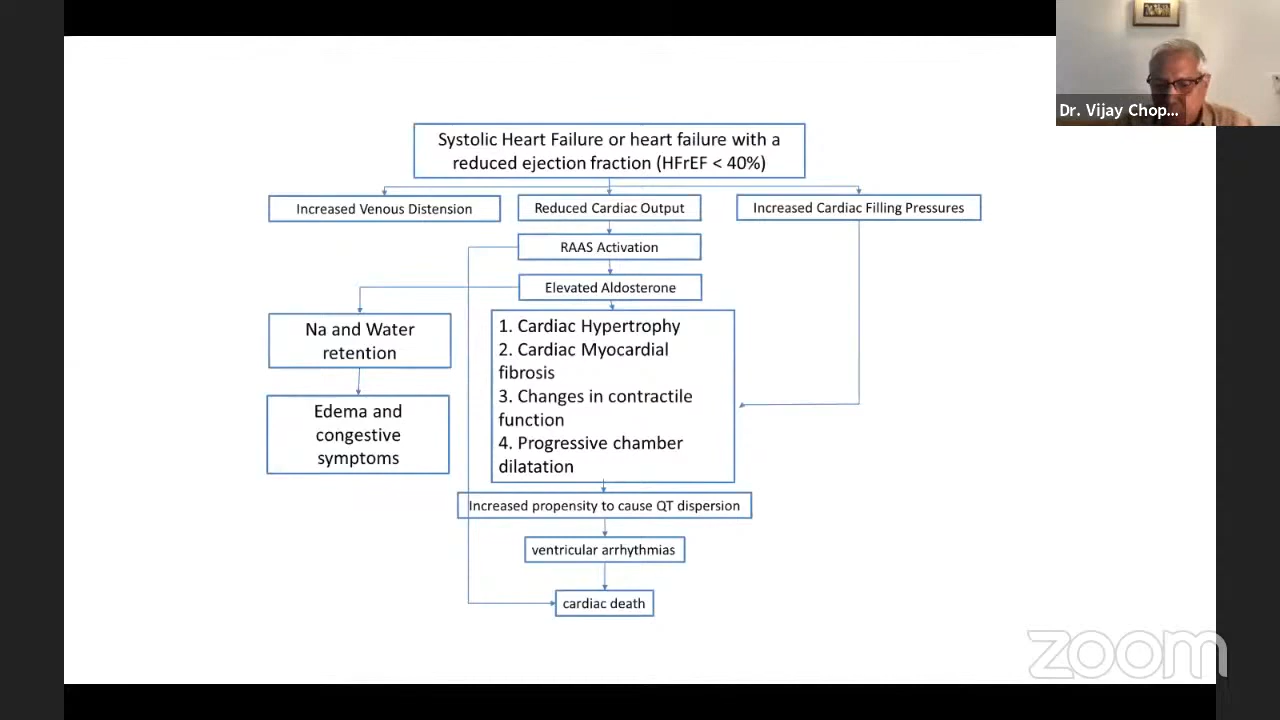 Dr. Vijay Chop...
Systolic Heart Failure or heart failure with a
reduced ejection fraction (HFrEF < 40%)
Increased Venous Distension
Reduced Cardiac Output
Increased Cardiac Filling Pressures
RAAS Activation
Elevated Aldosterone
Na and Water
retention
Edema and
congestive
symptoms
1. Cardiac Hypertrophy
2. Cardiac Myocardial
fibrosis
3. Changes in contractile
function
4. Progressive chamber
dilatation
Increased propensity to cause QT dispersion
ventricular arrhythmias
cardiac death
zoom